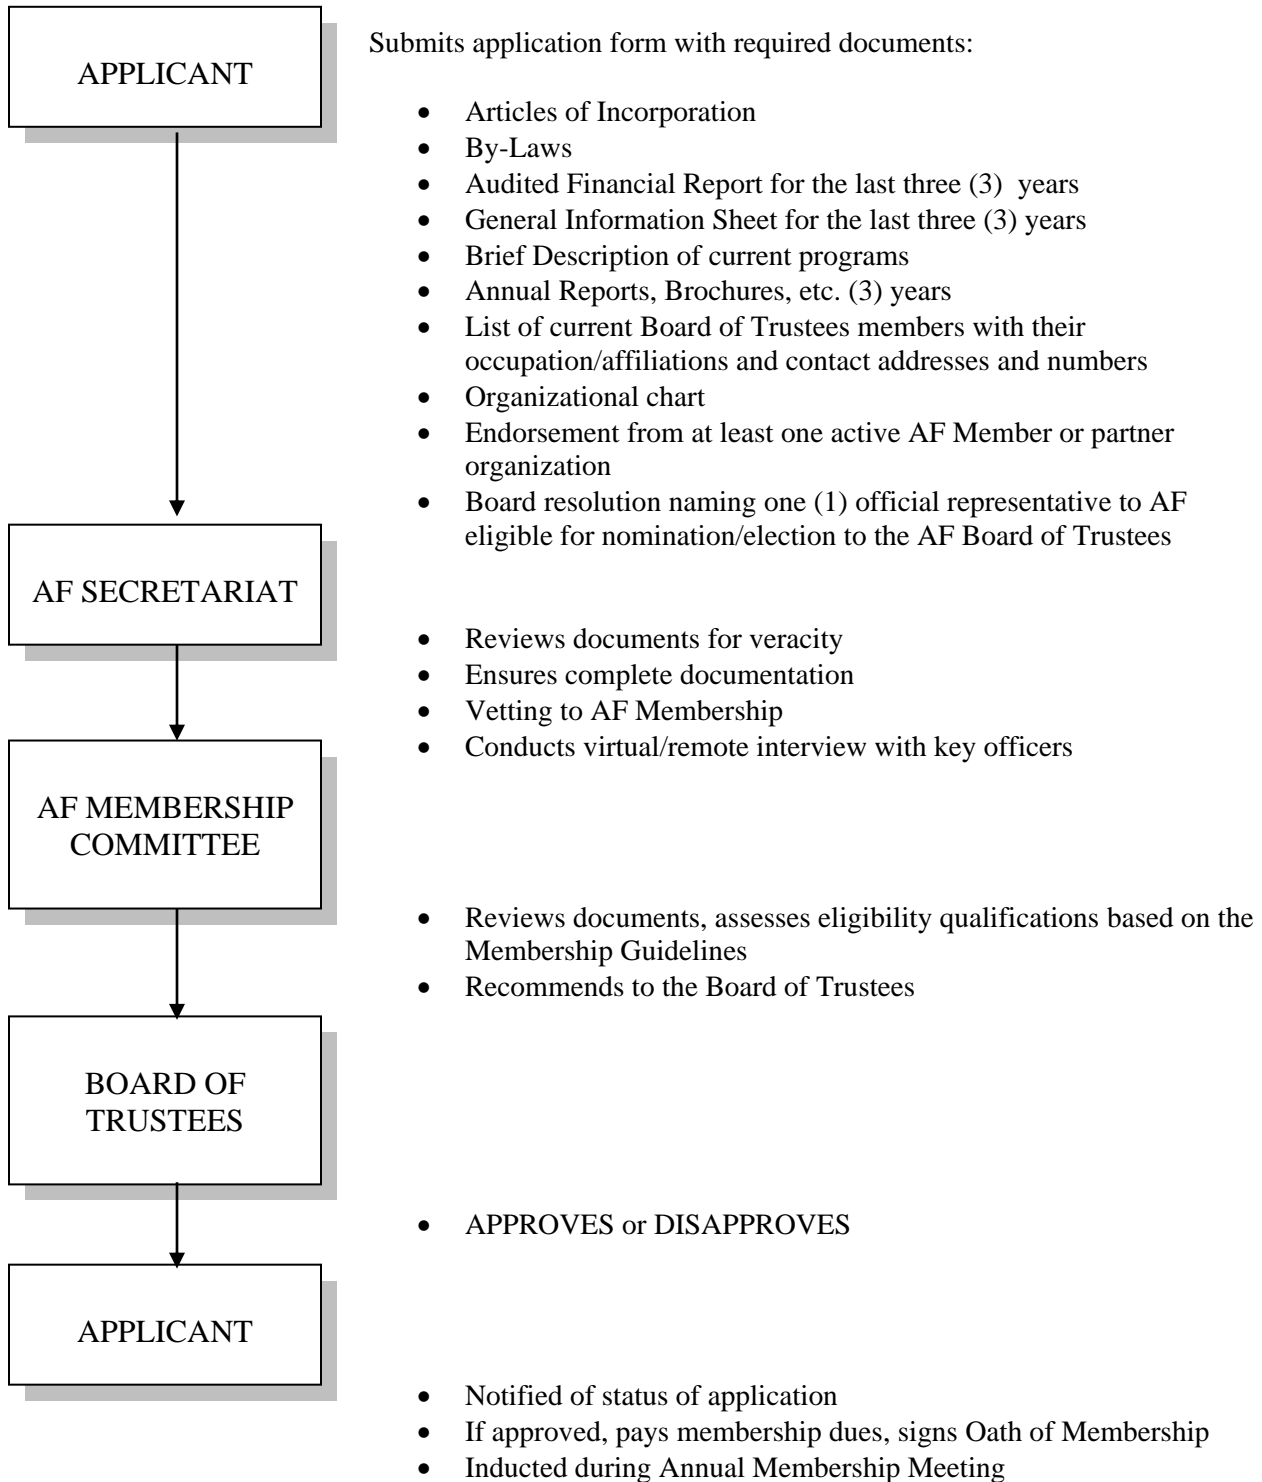 APPLICANT
Submits application form with required documents:
• Articles of Incorporation
• By-Laws
• Audited Financial Report for the last three (3) years
• General Information Sheet for the last three (3) years
• Brief Description of current programs
• Annual Reports, Brochures, etc. (3) years
• List of current Board of Trustees members with their
occupation/affiliations and contact addresses and numbers
• Organizational chart
• Endorsement from at least one active AF Member or partner
organization
• Board resolution naming one (1) official representative to AF
eligible for nomination/election to the AF Board of Trustees
AF SECRETARIAT
• Reviews documents for veracity
• Ensures complete documentation
• Vetting to AF Membership
• Conducts virtual/remote interview with key officers
AF MEMBERSHIP
COMMITTEE
• Reviews documents, assesses eligibility qualifications based on the
Membership Guidelines
• Recommends to the Board of Trustees
BOARD OF
TRUSTEES
• APPROVES or DISAPPROVES
APPLICANT
• Notified of status of application
• If approved, pays membership dues, signs Oath of Membership
• Inducted during Annual Membership Meeting